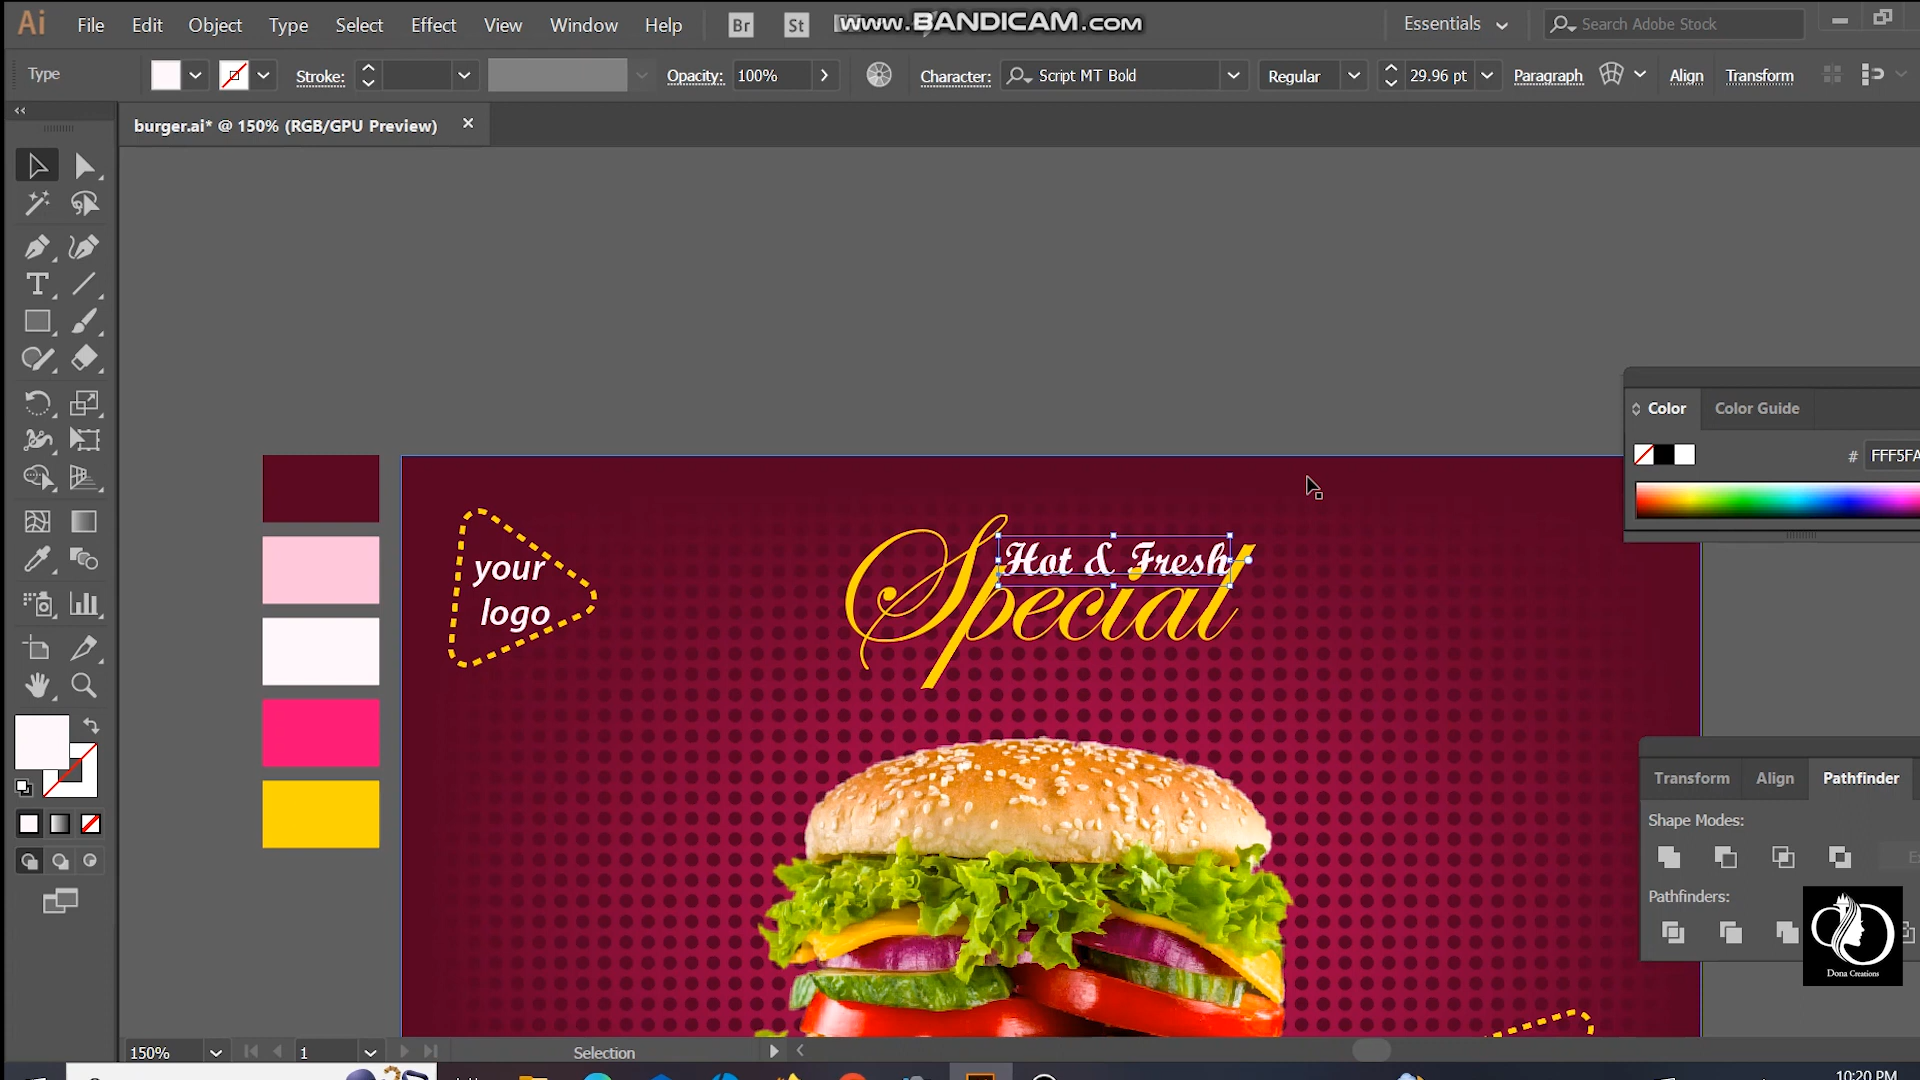 Ai File Edit Object Type Select Effect View Window Help Br St www.BANDICAM.com Essentials Search Adobe Stock
Type Stroke: Opacity: 100% Character: Script MT Bold Regular 29.96 pt Paragraph Align Transform
burger.ai* @ 150% (RGB/GPU Preview)
Color Color Guide
# FFF5FA
your
logo
Hot & Fresh
Special
Transform Align Pathfinder
Shape Modes:
Pathfinders:
Dona Creations
150% 1 Selection
10:20 PM